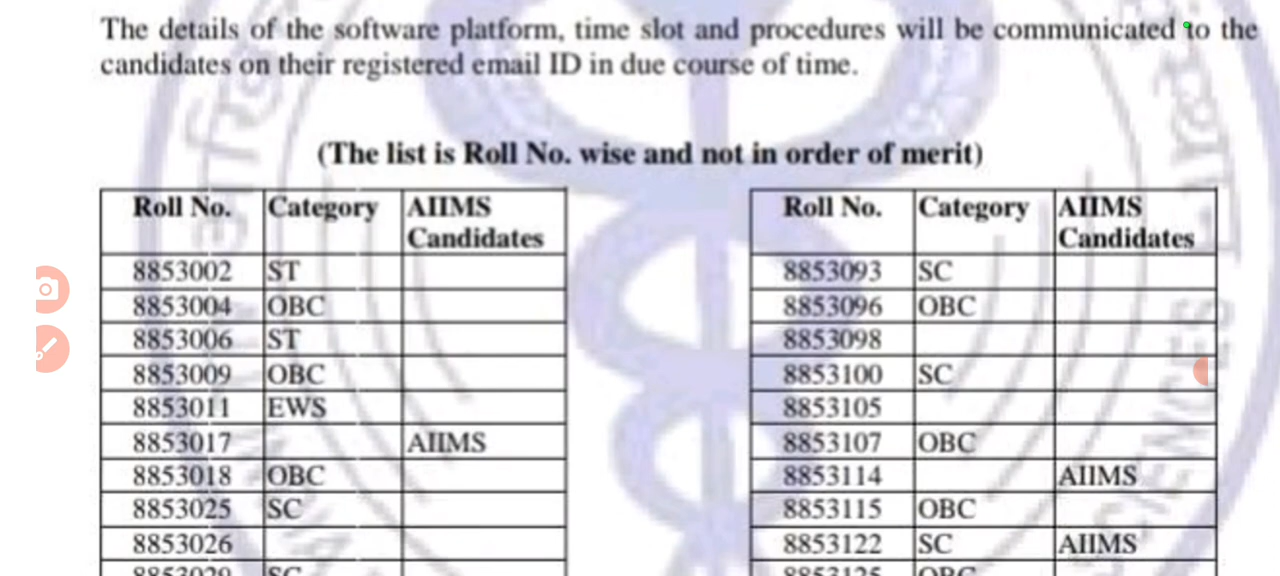 The details of the software platform, time slot and procedures will be communicated to the
candidates on their registered email ID in due course of time.
(The list is Roll No. wise and not in order of merit)
Roll No. Category AIIMS Candidates
8853002 ST
8853004 OBC
8853006 ST
8853009 OBC
8853011 EWS
8853017 AIIMS
8853018 OBC
8853025 SC
8853026
8853029 SC
Roll No. Category AIIMS Candidates
8853093 SC
8853096 OBC
8853098
8853100 SC
8853105
8853107 OBC
8853114 AIIMS
8853115 OBC
8853122 SC AIIMS
8853125 OBC